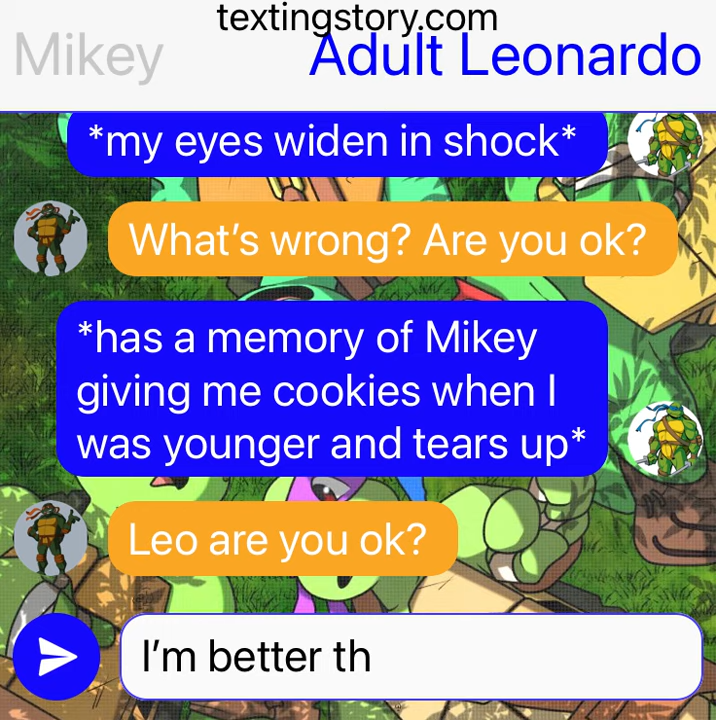 textingstory.com
Mikey
Adult Leonardo
*my eyes widen in shock*
What’s wrong? Are you ok?
*has a memory of Mikey
giving me cookies when I
was younger and tears up*
Leo are you ok?
I’m better th